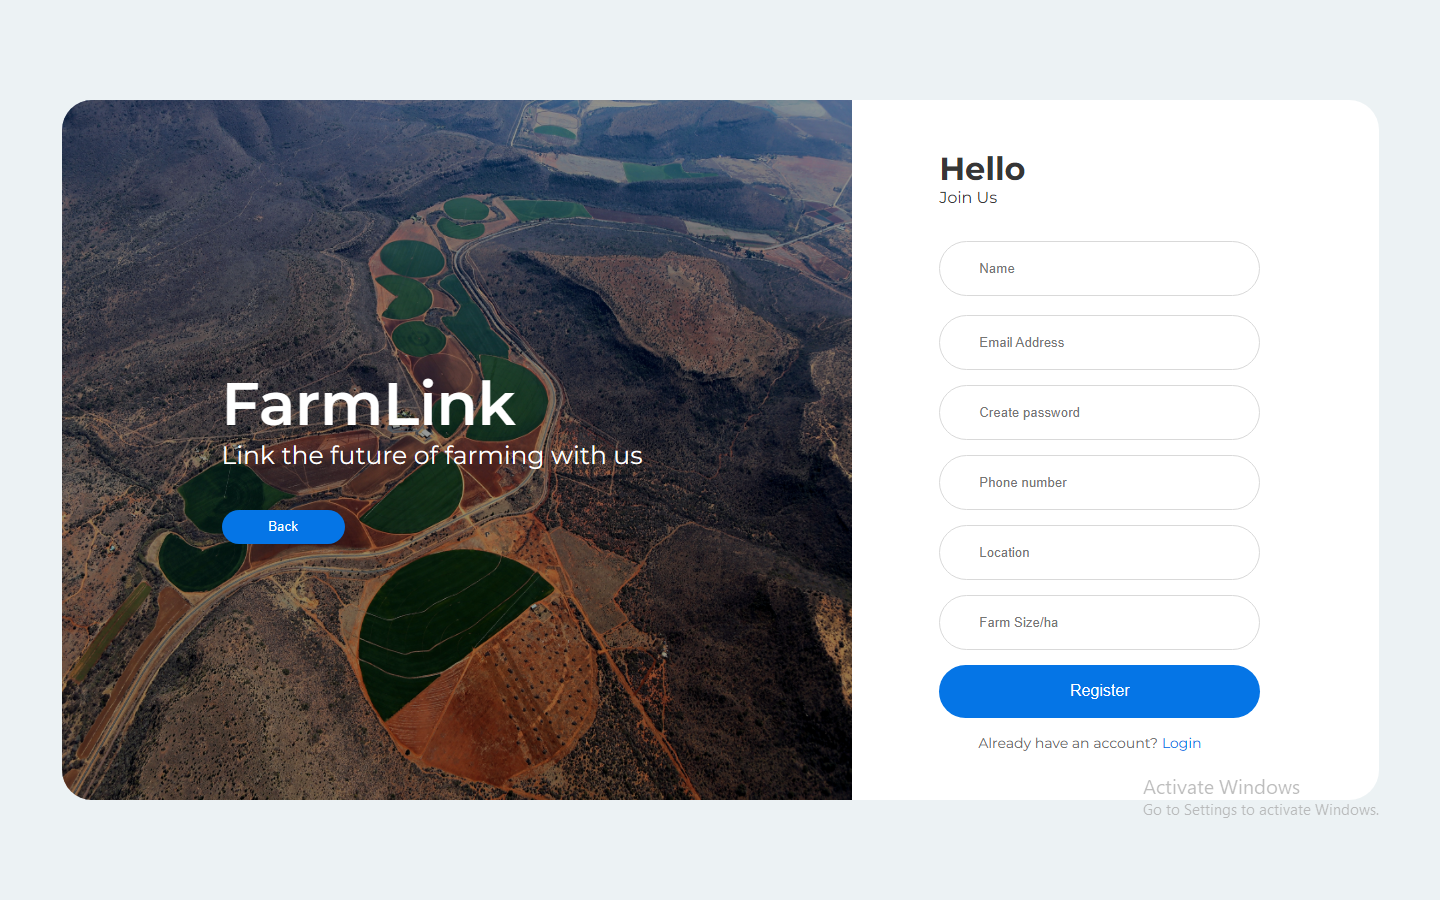 FarmLink
Link the future of farming with us
Back
Hello
Join Us
Name
Email Address
Create password
Phone number
Location
Farm Size/ha
Register
Already have an account? Login
Activate Windows
Go to Settings to activate Windows.